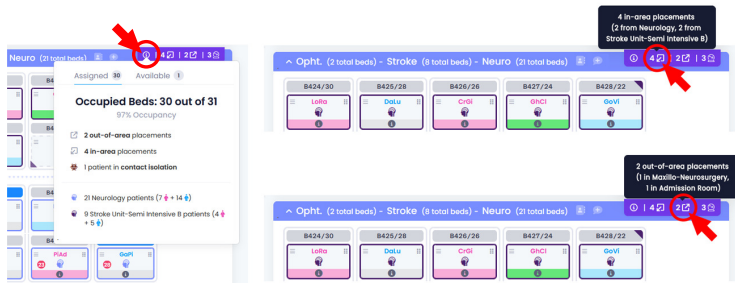 Neuro (21 total beds)
4
2
3
Assigned 30
Available 1
Occupied Beds: 30 out of 31
97% Occupancy
2 out-of-area placements
4 in-area placements
1 patient in contact isolation
21 Neurology patients (7 + 14)
9 Stroke Unit-Semi Intensive B patients (4
+ 5)
B4
B4
B4
B4
PiAd
GaPi
4 in-area placements
(2 from Neurology, 2 from
Stroke Unit-Semi Intensive B)
Opht. (2 total beds) - Stroke (8 total beds) - Neuro (21 total beds)
4
2
3
B424/30
B425/28
B426/26
B427/24
B428/22
LoRa
DaLu
CrGi
GhCl
GoVi
2 out-of-area placements
(1 in Maxillo-Neurosurgery,
1 in Admission Room)
Opht. (2 total beds) - Stroke (8 total beds) - Neuro (21 total beds)
4
2
3
B424/30
B425/28
B426/26
B427/24
B428/22
LoRa
DaLu
CrGi
GhCl
GoVi